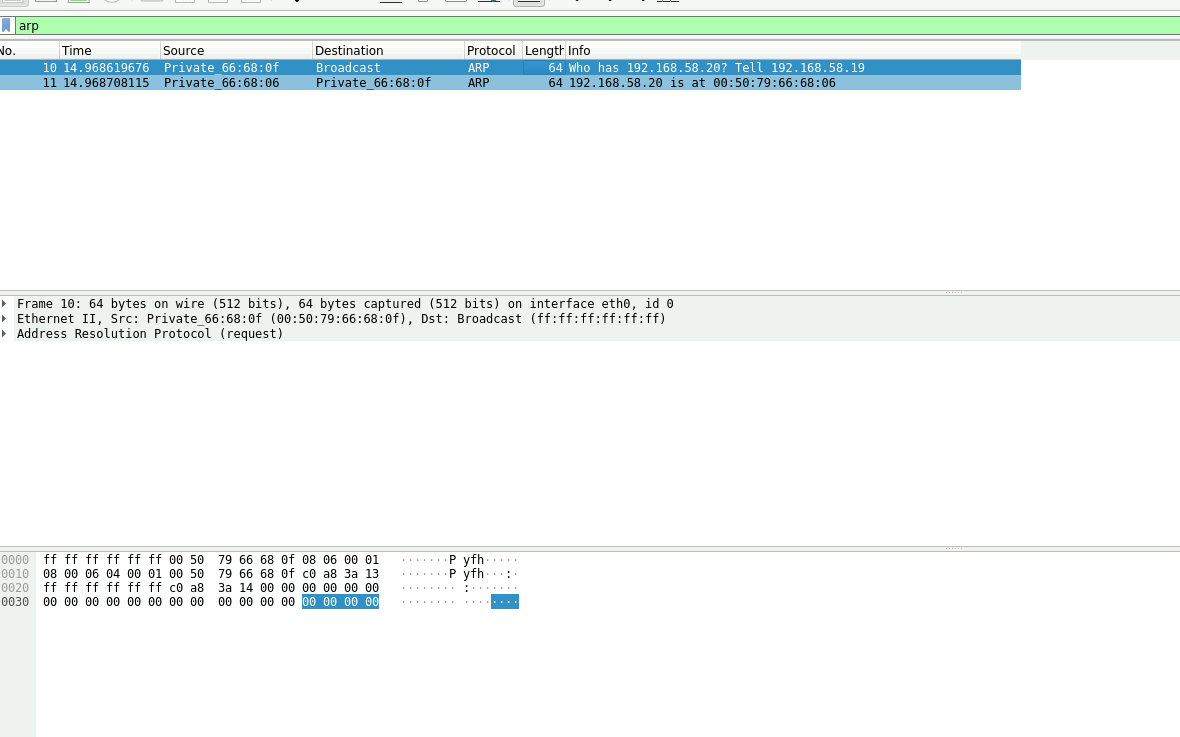 arp
No. Time Source Destination Protocol Length Info
10 14.968619676 Private_66:68:0f Broadcast ARP 64 Who has 192.168.58.20? Tell 192.168.58.19
11 14.968708115 Private_66:68:06 Private_66:68:0f ARP 64 192.168.58.20 is at 00:50:79:66:68:06
Frame 10: 64 bytes on wire (512 bits), 64 bytes captured (512 bits) on interface eth0, id 0
Ethernet II, Src: Private_66:68:0f (00:50:79:66:68:0f), Dst: Broadcast (ff:ff:ff:ff:ff:ff)
Address Resolution Protocol (request)
0000 ff ff ff ff ff ff 00 50 79 66 68 0f 08 06 00 01 ·······P yfh·····
0010 08 00 06 04 00 01 00 50 79 66 68 0f c0 a8 3a 13 ·······P yfh···:·
0020 ff ff ff ff ff ff c0 a8 3a 14 00 00 00 00 00 00 ········ :·······
0030 00 00 00 00 00 00 00 00 00 00 00 00 00 00 00 00 ········ ········